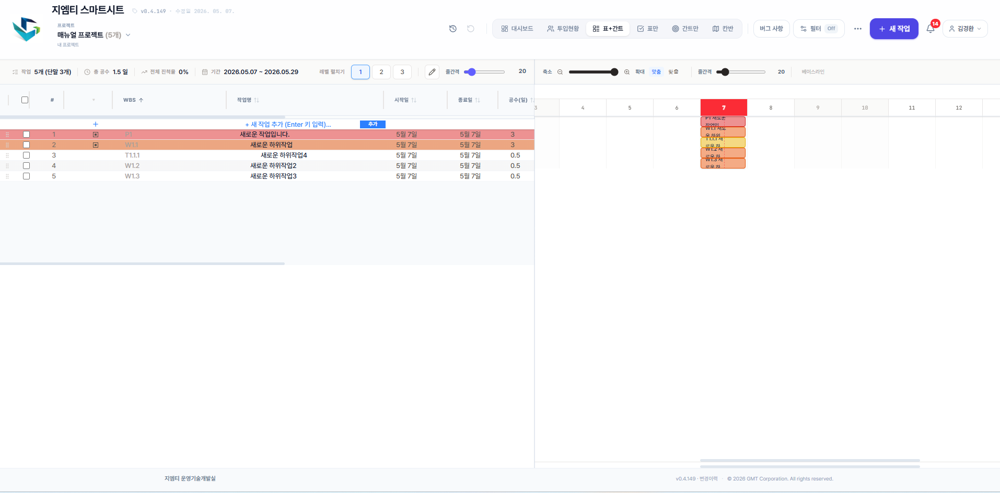 지엠티 스마트시트 v0.4.149 · 수정일 2026. 05. 07.
프로젝트
매뉴얼 프로젝트 (5개)
내 프로젝트
대시보드 투입현황 표+간트 표만 간트만 칸반 버그 사항 필터 Off ··· + 새 작업 14 김경환
작업 5개 (단말 3개) 총 공수 1.5 일 전체 진척율 0% 기간 2026.05.07 ~ 2026.05.29 레벨 펼치기 1 2 3 줄간격 20
축소 확대 맞춤 맞춤 줄간격 20 베이스라인
# WBS ↑ 작업명 시작일 종료일 공수(일)
3 4 5 6 7 8 9 10 11 12
+ + 새 작업 추가 (Enter 키 입력)... 추가
1 P1 새로운 작업입니다. 5월 7일 5월 7일 3
2 W1.1 새로운 하위작업 5월 7일 5월 7일 3
3 T1.1.1 새로운 하위작업4 5월 7일 5월 7일 0.5
4 W1.2 새로운 하위작업2 5월 7일 5월 7일 0.5
5 W1.3 새로운 하위작업3 5월 7일 5월 7일 0.5
P1 새로운
작업입
W1.1 새로
운 하위
T1.1.1 새
로운 하
W1.2 새
로운 하
W1.3 새
로운 하
지엠티 운영기술개발실
v0.4.149 · 변경이력 · © 2026 GMT Corporation. All rights reserved.